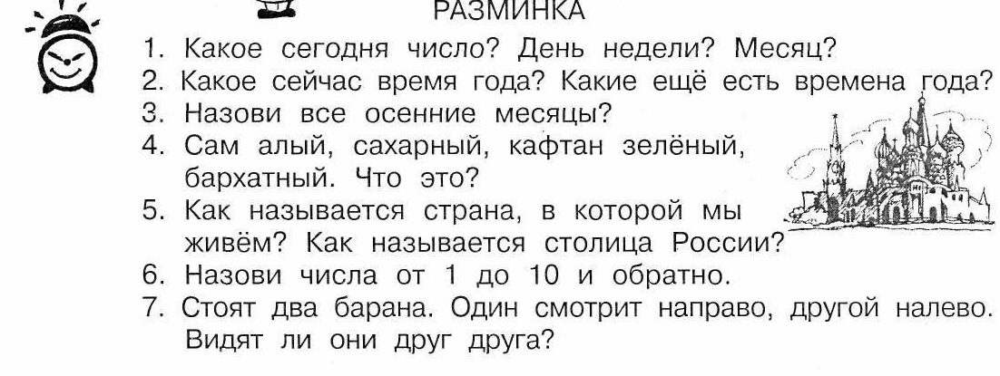 РАЗМИНКА
1. Какое сегодня число? День недели? Месяц?
2. Какое сейчас время года? Какие ещё есть времена года?
3. Назови все осенние месяцы?
4. Сам алый, сахарный, кафтан зелёный,
бархатный. Что это?
5. Как называется страна, в которой мы
живём? Как называется столица России?
6. Назови числа от 1 до 10 и обратно.
7. Стоят два барана. Один смотрит направо, другой налево.
Видят ли они друг друга?